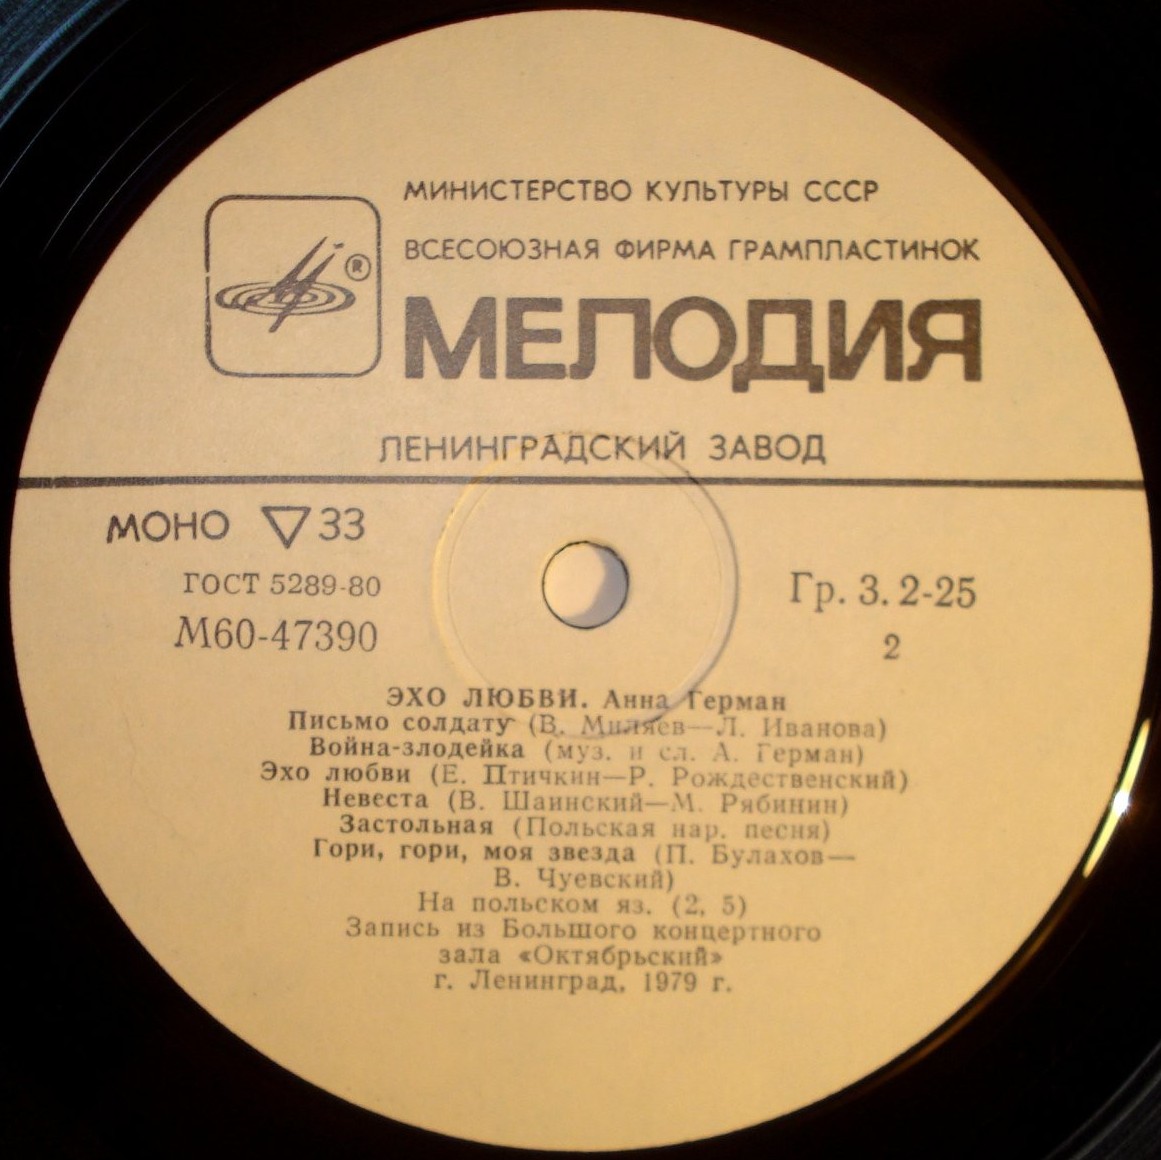 МИНИСТЕРСТВО КУЛЬТУРЫ СССР
ВСЕСОЮЗНАЯ ФИРМА ГРАМПЛАСТИНОК
®
МЕЛОДИЯ
ЛЕНИНГРАДСКИЙ ЗАВОД
МОНО ▽ 33
ГОСТ 5289-80
М60-47390
Гр. 3. 2-25
2
ЭХО ЛЮБВИ. Анна Герман
Письмо солдату (В. Миляев—Л. Иванова)
Война-злодейка (муз. и сл. А. Герман)
Эхо любви (Е. Птичкин—Р. Рождественский)
Невеста (В. Шаинский—М. Рябинин)
Застольная (Польская нар. песня)
Гори, гори, моя звезда (П. Булахов—
В. Чуевский)
На польском яз. (2, 5)
Запись из Большого концертного
зала «Октябрьский»
г. Ленинград, 1979 г.